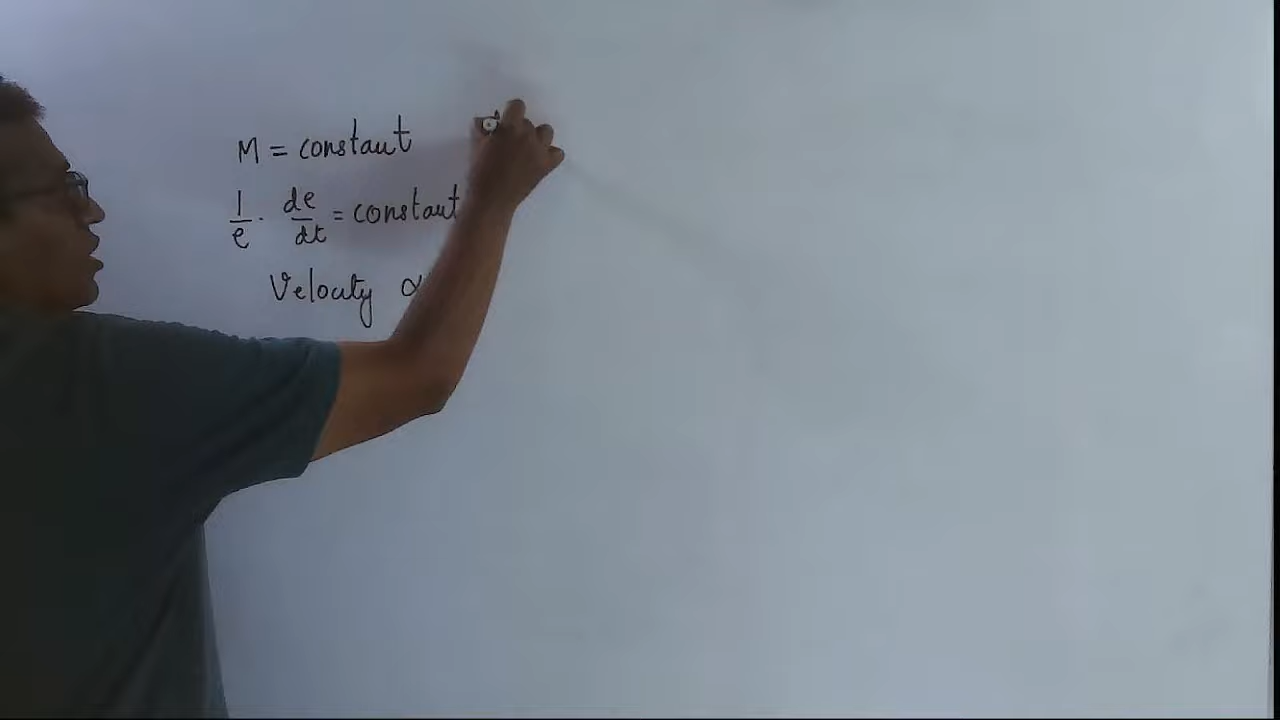 M = constant
1/e · de/dt = constant
Velocity α